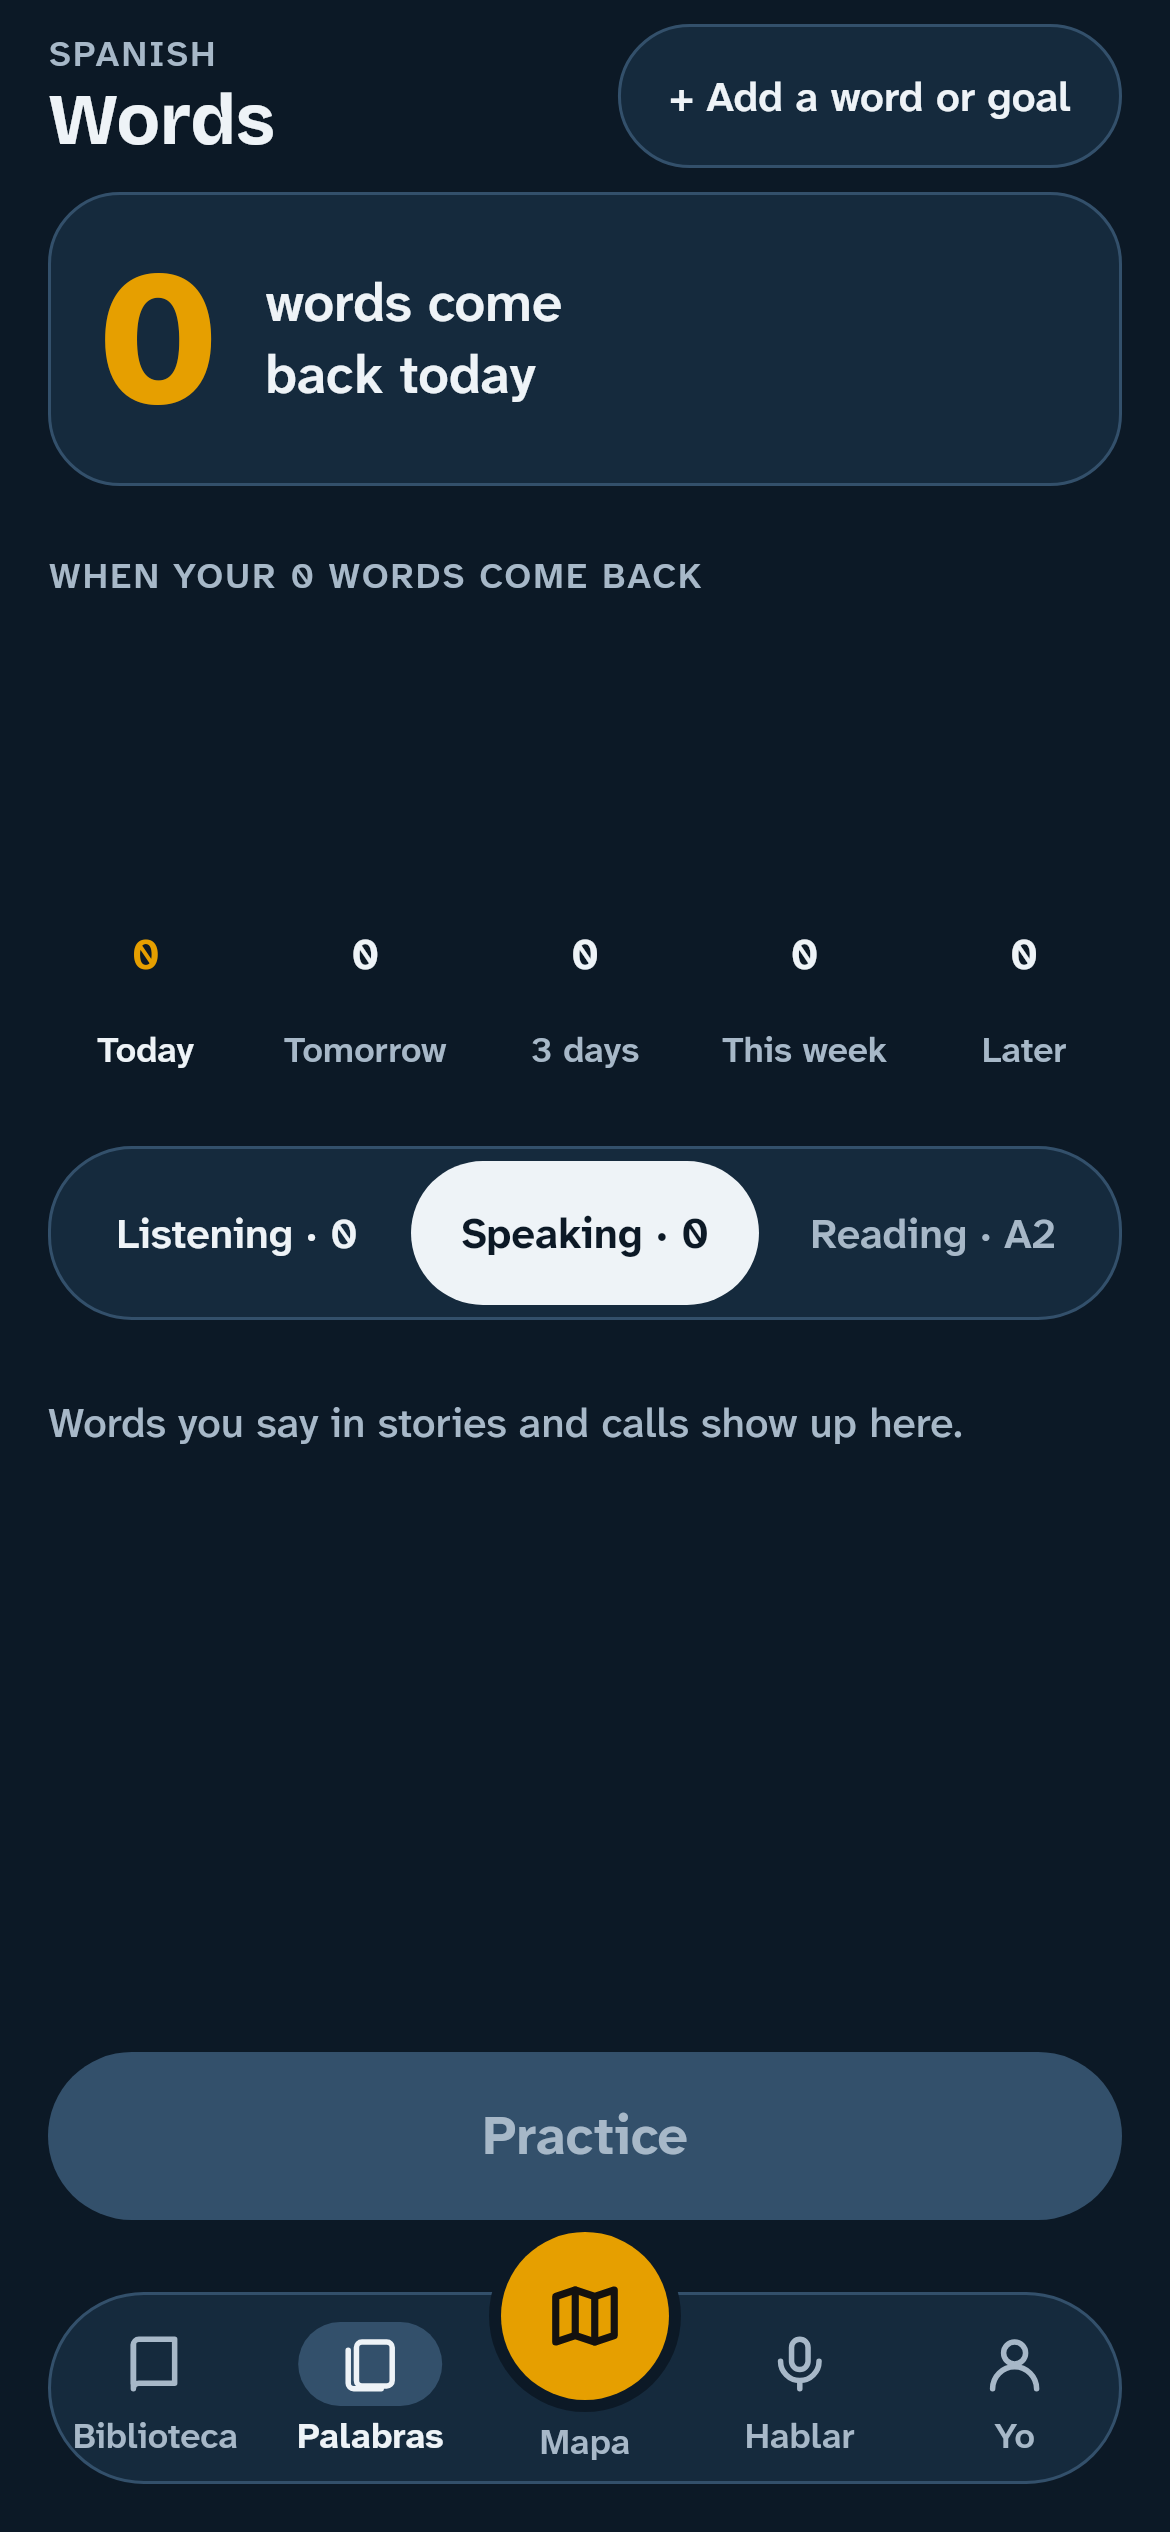 SPANISH
Words
+ Add a word or goal
0
words come
back today
WHEN YOUR 0 WORDS COME BACK
0 0 0 0 0
Today Tomorrow 3 days This week Later
Listening · 0 Speaking · 0 Reading · A2
Words you say in stories and calls show up here.
Practice
Biblioteca Palabras Mapa Hablar Yo